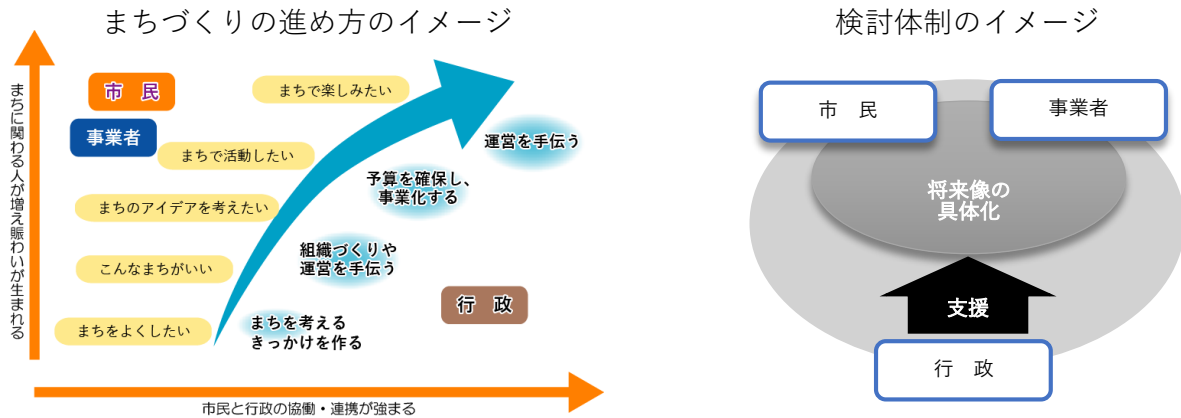 まちづくりの進め方のイメージ
まちに関わる人が増え賑わいが生まれる
市　民
事業者
まちで楽しみたい
まちで活動したい
まちのアイデアを考えたい
こんなまちがいい
まちをよくしたい
運営を手伝う
予算を確保し、
事業化する
組織づくりや
運営を手伝う
まちを考える
きっかけを作る
行　政
市民と行政の協働・連携が強まる
検討体制のイメージ
市　民
事業者
将来像の
具体化
支援
行　政